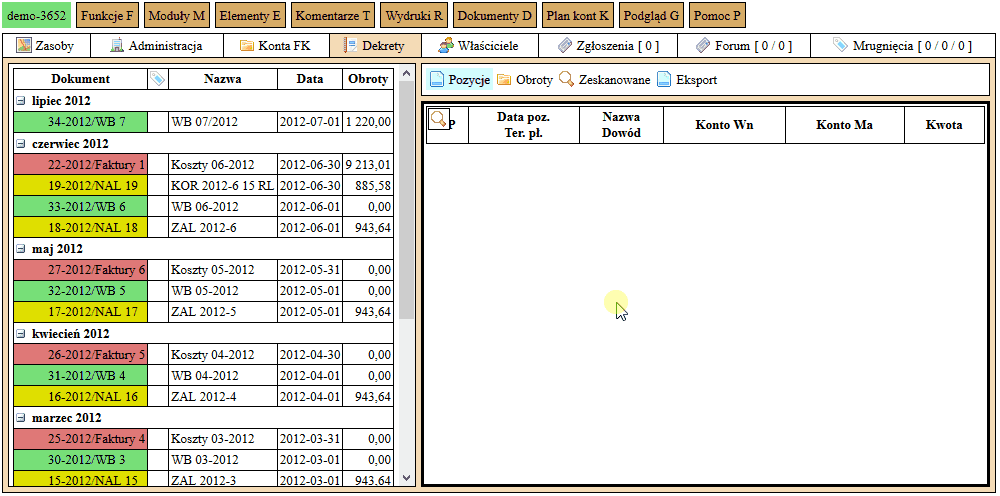 demo-3652 Funkcje F Moduły M Elementy E Komentarze T Wydruki R Dokumenty D Plan kont K Podgląd G Pomoc P
Zasoby Administracja Konta FK Dekrety Właściciele Zgłoszenia [ 0 ] Forum [ 0 / 0 ] Mrugnięcia [ 0 / 0 / 0 ]
Dokument Nazwa Data Obroty
lipiec 2012
34-2012/WB 7 WB 07/2012 2012-07-01 1 220,00
czerwiec 2012
22-2012/Faktury 1 Koszty 06-2012 2012-06-30 9 213,01
19-2012/NAL 19 KOR 2012-6 15 RL 2012-06-30 885,58
33-2012/WB 6 WB 06-2012 2012-06-01 0,00
18-2012/NAL 18 ZAL 2012-6 2012-06-01 943,64
maj 2012
27-2012/Faktury 6 Koszty 05-2012 2012-05-31 0,00
32-2012/WB 5 WB 05-2012 2012-05-01 0,00
17-2012/NAL 17 ZAL 2012-5 2012-05-01 943,64
kwiecień 2012
26-2012/Faktury 5 Koszty 04-2012 2012-04-30 0,00
31-2012/WB 4 WB 04-2012 2012-04-01 0,00
16-2012/NAL 16 ZAL 2012-4 2012-04-01 943,64
marzec 2012
25-2012/Faktury 4 Koszty 03-2012 2012-03-31 0,00
30-2012/WB 3 WB 03-2012 2012-03-01 0,00
15-2012/NAL 15 ZAL 2012-3 2012-03-01 943,64
Pozycje Obroty Zeskanowane Eksport
P Data poz. Nazwa Konto Wn Konto Ma Kwota
Ter. pł. Dowód